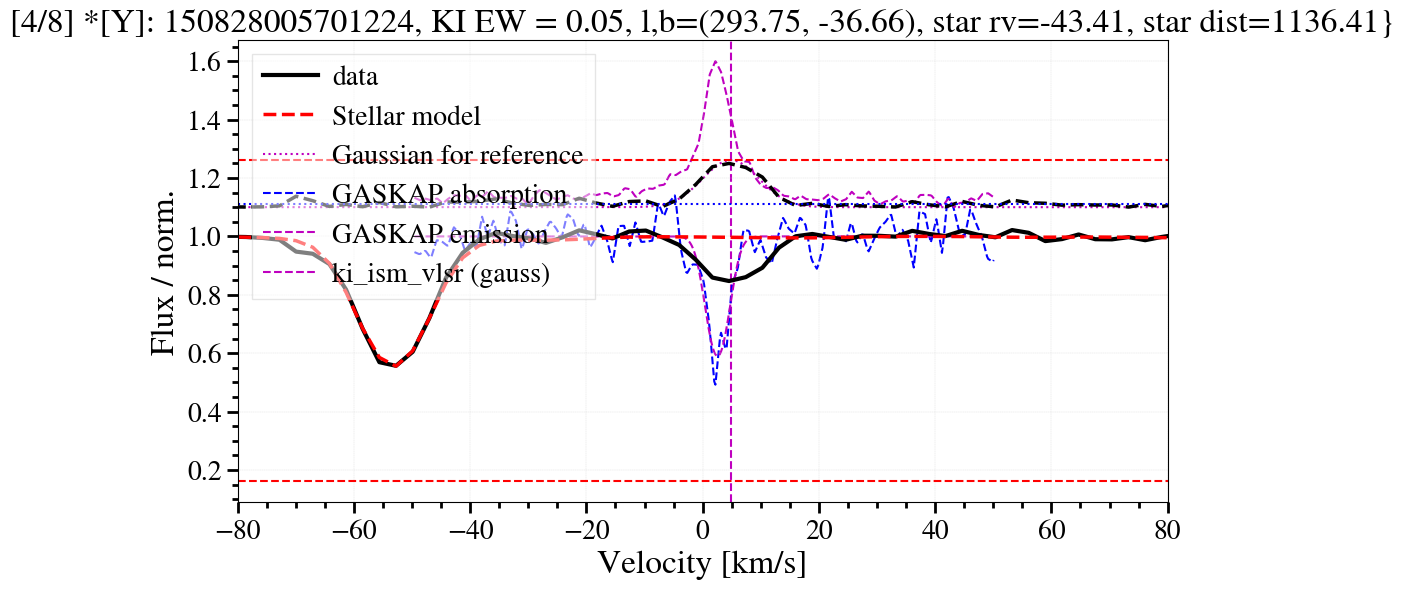 [4/8] *[Y]: 150828005701224, KI EW = 0.05, l,b=(293.75, -36.66), star rv=-43.41, star dist=1136.41}
1.6
1.4
1.2
1.0
0.8
0.6
0.4
0.2
Flux / norm.
data
Stellar model
Gaussian for reference
GASKAP absorption
GASKAP emission
ki_ism_vlsr (gauss)
−80 −60 −40 −20 0 20 40 60 80
Velocity [km/s]